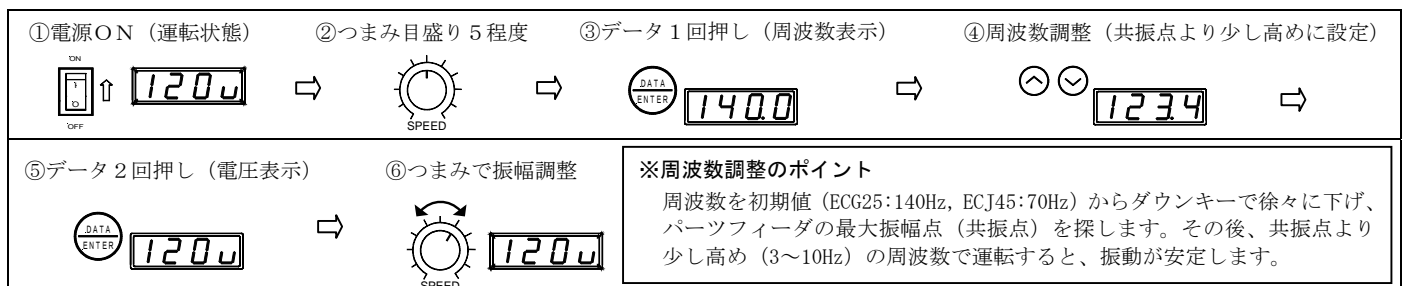 ①電源ＯＮ（運転状態） ②つまみ目盛り５程度 ③データ１回押し（周波数表示） ④周波数調整（共振点より少し高めに設定）
ON
OFF
120u
SPEED
DATA
ENTER
140.0
123.4
⑤データ２回押し（電圧表示） ⑥つまみで振幅調整
DATA
ENTER
120u
SPEED
120u
※周波数調整のポイント
周波数を初期値（ECG25:140Hz, ECJ45:70Hz）からダウンキーで徐々に下げ、
パーツフィーダの最大振幅点（共振点）を探します。その後、共振点より
少し高め（3～10Hz）の周波数で運転すると、振動が安定します。